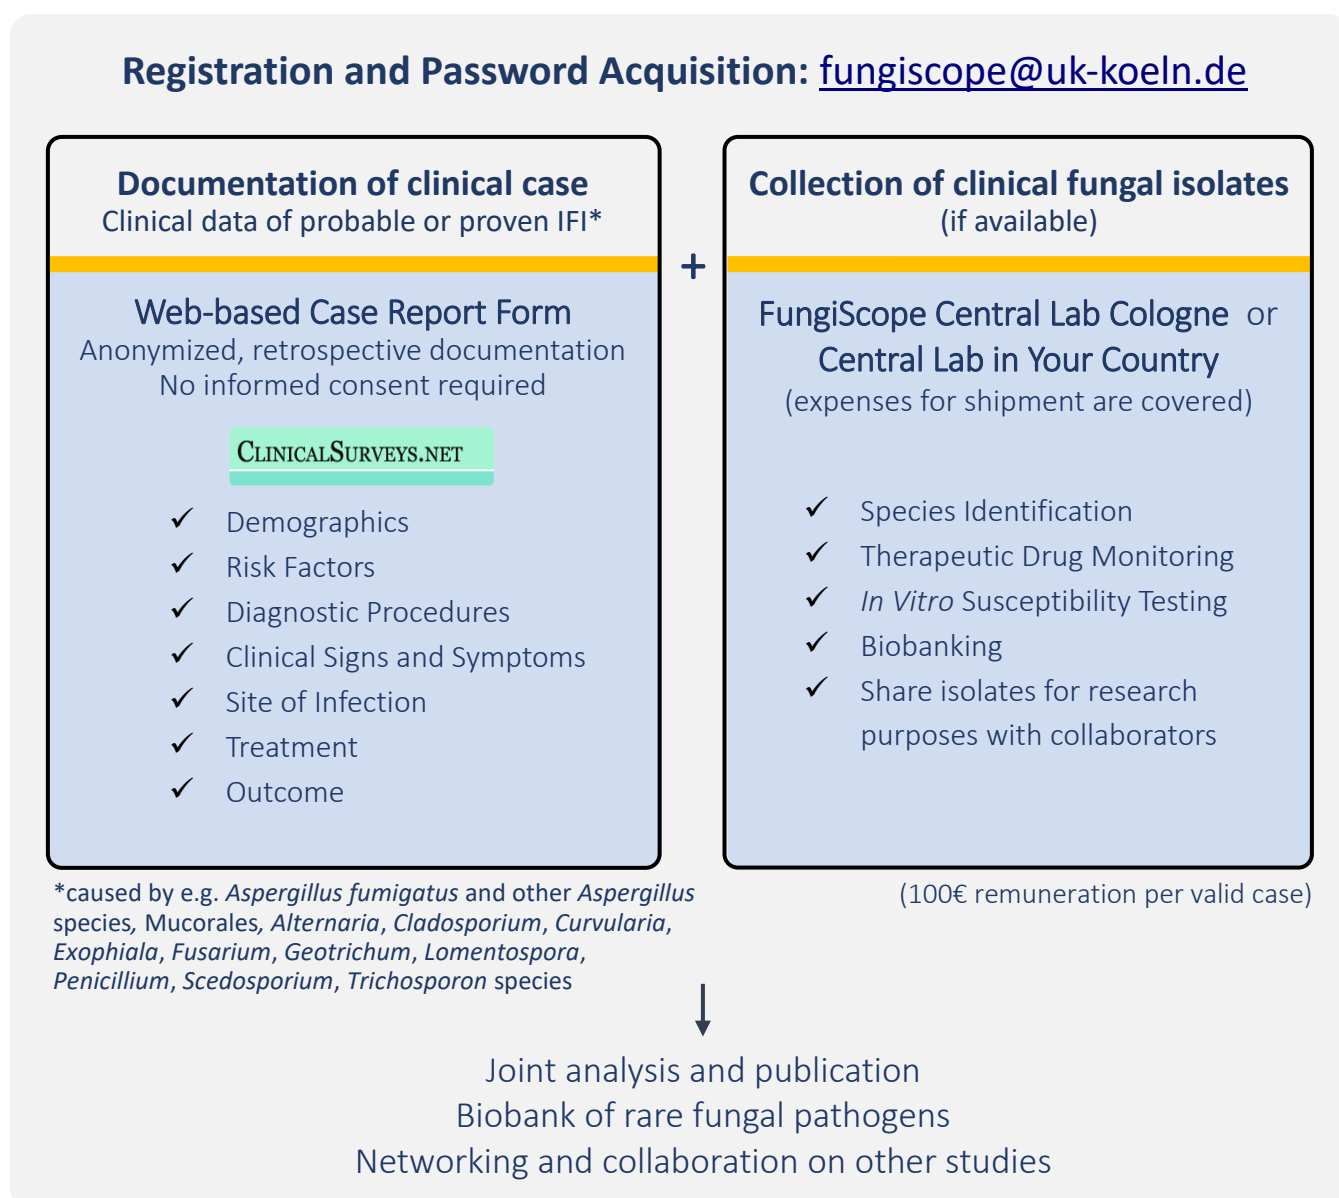 Registration and Password Acquisition: fungiscope@uk-koeln.de
Documentation of clinical case
Clinical data of probable or proven IFI*
Web-based Case Report Form
Anonymized, retrospective documentation
No informed consent required
CLINICALSURVEYS.NET
✓ Demographics
✓ Risk Factors
✓ Diagnostic Procedures
✓ Clinical Signs and Symptoms
✓ Site of Infection
✓ Treatment
✓ Outcome
+
Collection of clinical fungal isolates
(if available)
FungiScope Central Lab Cologne or
Central Lab in Your Country
(expenses for shipment are covered)
✓ Species Identification
✓ Therapeutic Drug Monitoring
✓ In Vitro Susceptibility Testing
✓ Biobanking
✓ Share isolates for research
purposes with collaborators
*caused by e.g. Aspergillus fumigatus and other Aspergillus
species, Mucorales, Alternaria, Cladosporium, Curvularia,
Exophiala, Fusarium, Geotrichum, Lomentospora,
Penicillium, Scedosporium, Trichosporon species
(100€ remuneration per valid case)
Joint analysis and publication
Biobank of rare fungal pathogens
Networking and collaboration on other studies